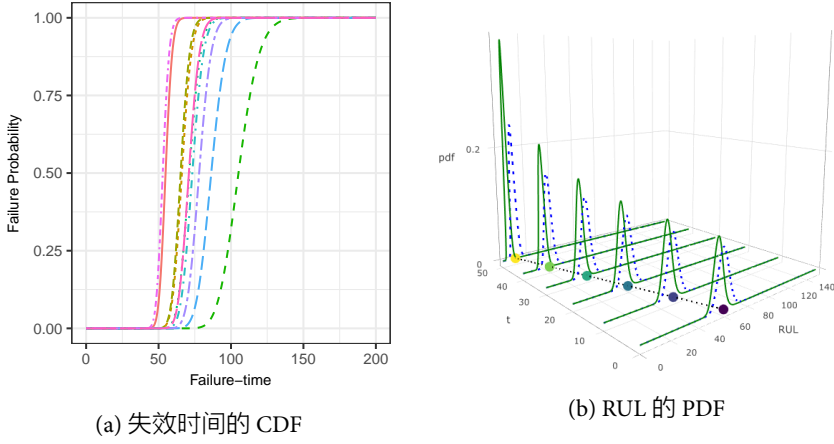 1.00
0.75
0.50
0.25
0.00
Failure Probability
0 50 100 150 200
Failure−time
(a) 失效时间的 CDF
pdf
0.2
0
50
40
30
20
10
0
t
0
20
40
60
80
100
120
140
RUL
(b) RUL 的 PDF